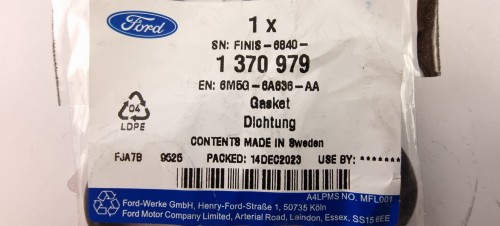 Ford
1 x
SN: FINIS-6840-
1 370 979
EN: 6M5G-6A636-AA
Gasket
Dichtung
04
LDPE
CONTENTS MADE IN Sweden
FJA7B 9525 PACKED: 14DEC2023 USE BY: *******
A4LPMS NO. MFL001
Ford-Werke GmbH, Henry-Ford-Straße 1, 50735 Köln
Ford Motor Company Limited, Arterial Road, Laindon, Essex, SS15 6EE